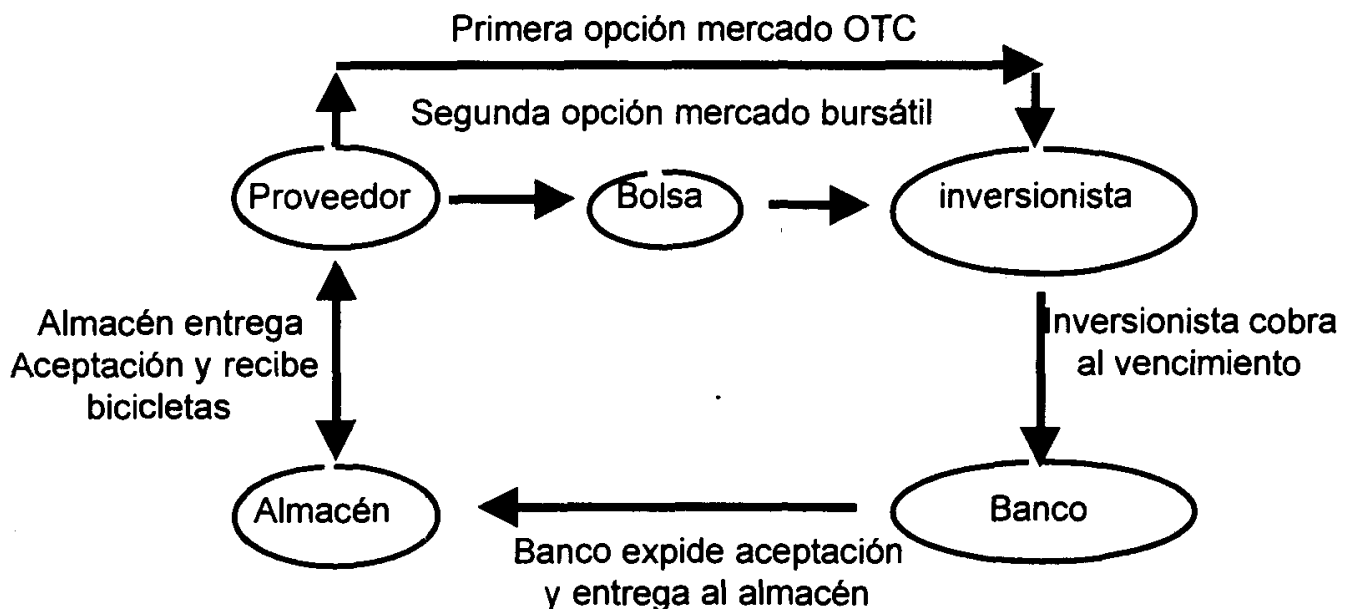 Primera opción mercado OTC
Segunda opción mercado bursátil
Proveedor
Bolsa
inversionista
Almacén entrega
Aceptación y recibe
bicicletas
Inversionista cobra
al vencimiento
Almacén
Banco
Banco expide aceptación
y entrega al almacén